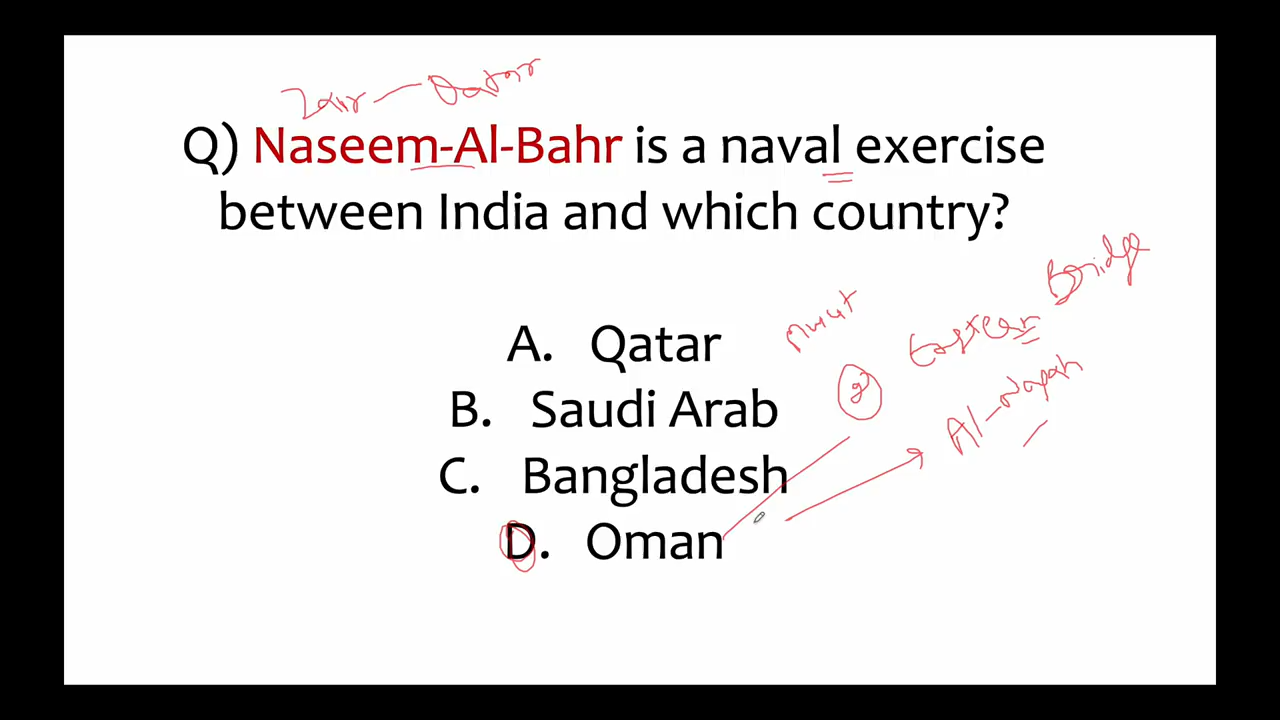 Zair - Qatar
Q) Naseem-Al-Bahr is a naval exercise
between India and which country?
Bridge
Eastern
A. Qatar
B. Saudi Arab
Al-Najah
C. Bangladesh
D. Oman